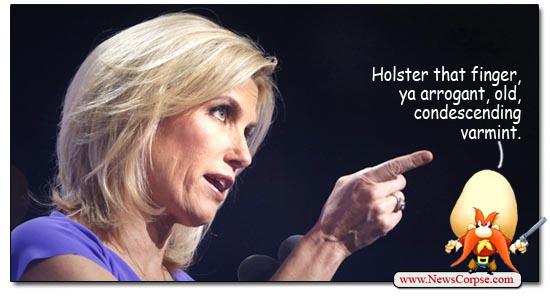 Holster that finger,
ya arrogant, old,
condescending
varmint.
www.NewsCorpse.com